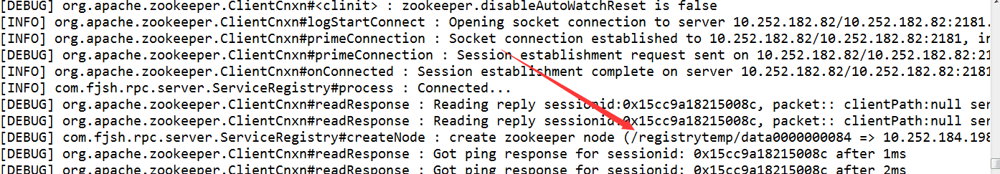 [DEBUG] org.apache.zookeeper.ClientCnxn#<clinit> : zookeeper.disableAutoWatchReset is false
[INFO] org.apache.zookeeper.ClientCnxn#logStartConnect : Opening socket connection to server 10.252.182.82/10.252.182.82:2181.
[INFO] org.apache.zookeeper.ClientCnxn#primeConnection : Socket connection established to 10.252.182.82/10.252.182.82:2181, in
[DEBUG] org.apache.zookeeper.ClientCnxn#primeConnection : Session establishment request sent on 10.252.182.82/10.252.182.82:21
[INFO] org.apache.zookeeper.ClientCnxn#onConnected : Session establishment complete on server 10.252.182.82/10.252.182.82:2181
[INFO] com.fjsh.rpc.server.ServiceRegistry#process : Connected...
[DEBUG] org.apache.zookeeper.ClientCnxn#readResponse : Reading reply sessionid:0x15cc9a18215008c, packet:: clientPath:null ser
[DEBUG] org.apache.zookeeper.ClientCnxn#readResponse : Reading reply sessionid:0x15cc9a18215008c, packet:: clientPath:null ser
[DEBUG] com.fjsh.rpc.server.ServiceRegistry#createNode : create zookeeper node (/registrytemp/data0000000084 => 10.252.184.198
[DEBUG] org.apache.zookeeper.ClientCnxn#readResponse : Got ping response for sessionid: 0x15cc9a18215008c after 1ms
[DEBUG] org.apache.zookeeper.ClientCnxn#readResponse : Got ping response for sessionid: 0x15cc9a18215008c after 2ms